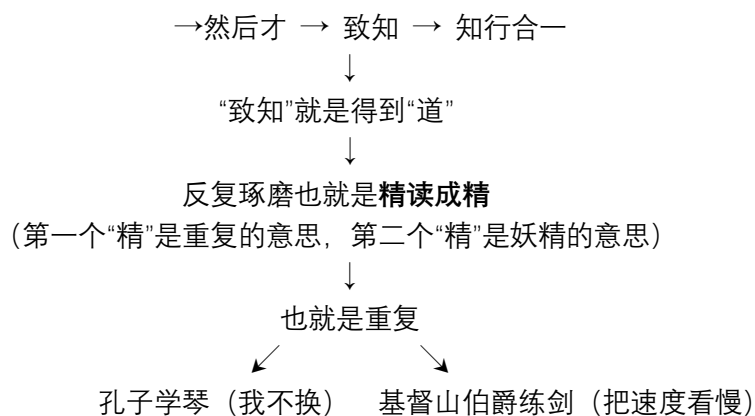 →然后才 → 致知 → 知行合一
↓
“致知”就是得到“道”
↓
反复琢磨也就是精读成精
（第一个“精”是重复的意思，第二个“精”是妖精的意思）
↓
也就是重复
↙ ↘
孔子学琴（我不换） 基督山伯爵练剑（把速度看慢）